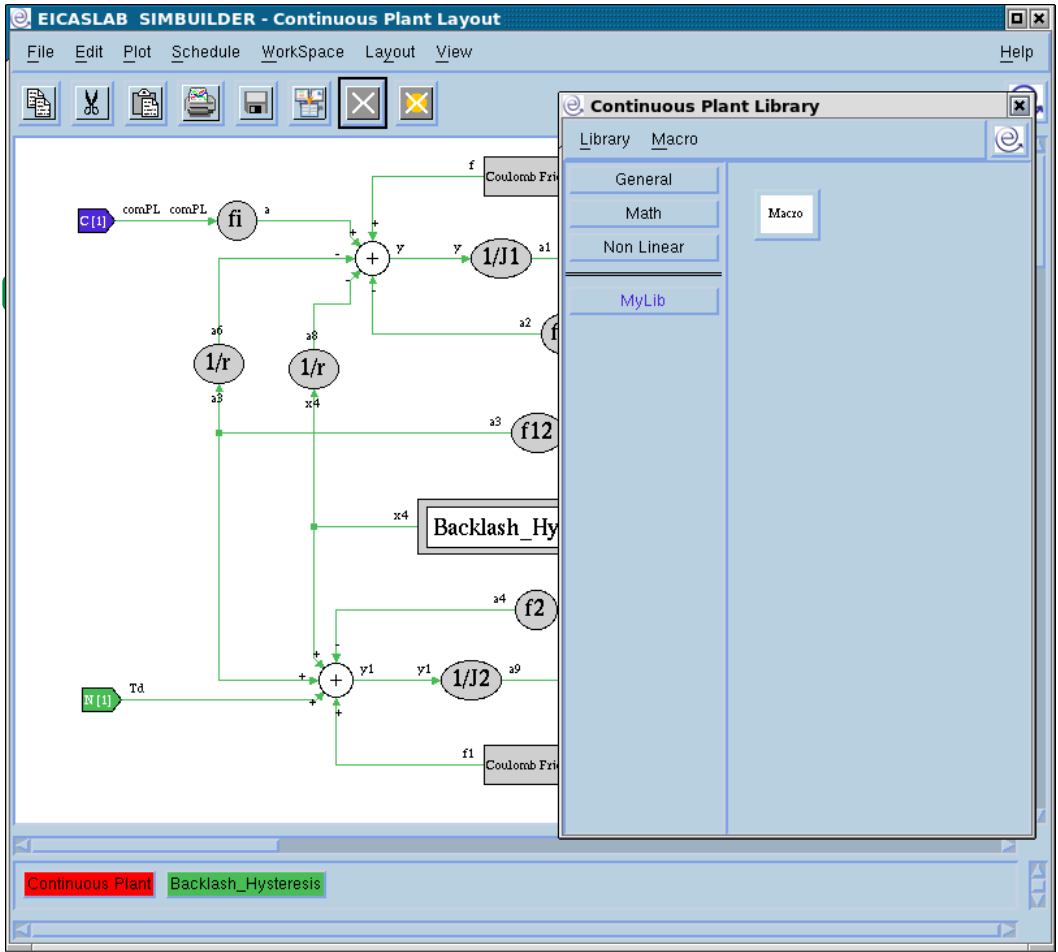 EICASLAB SIMBUILDER - Continuous Plant Layout
File Edit Plot Schedule WorkSpace Layout View Help
Continuous Plant Library
Library Macro
General
Math
Non Linear
MyLib
Macro
f
Coulomb Fri
C[1]
comPL comPL
fi
a
+
+
-
+
-
-
y
y
1/J1
a1
a2
f
a6
1/r
a3
a8
1/r
x4
a3
f12
x4
Backlash_Hy
a4
f2
-
+
+
+
+
+
y1
y1
1/J2
a9
N[1]
Td
f1
Coulomb Fri
Continuous Plant Backlash_Hysteresis